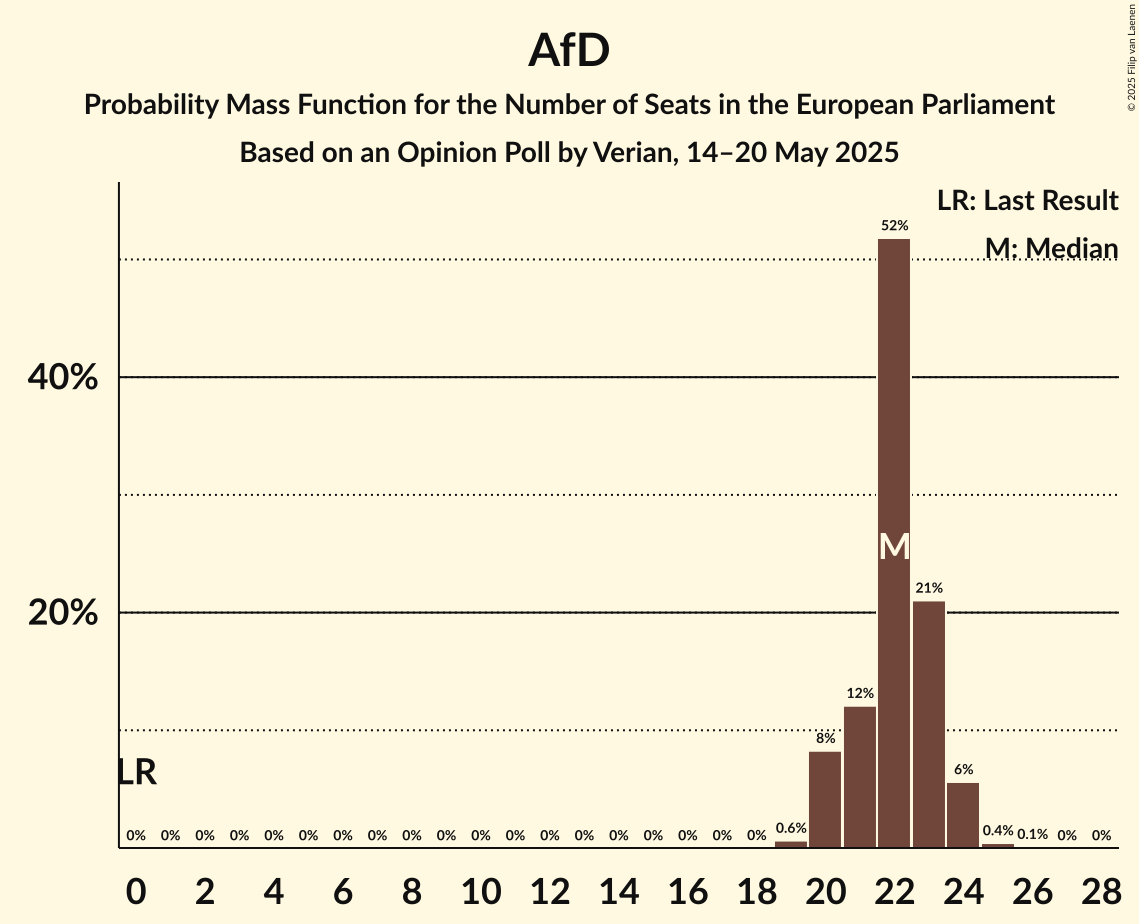 AfD
Probability Mass Function for the Number of Seats in the European Parliament
Based on an Opinion Poll by Verian, 14–20 May 2025
© 2025 Filip van Laenen
LR: Last Result
M: Median
52%
40%
M
21%
20%
12%
8%
6%
LR
0% 0% 0% 0% 0% 0% 0% 0% 0% 0% 0% 0% 0% 0% 0% 0% 0% 0% 0% 0.6% 0.4% 0.1% 0% 0%
0 2 4 6 8 10 12 14 16 18 20 22 24 26 28